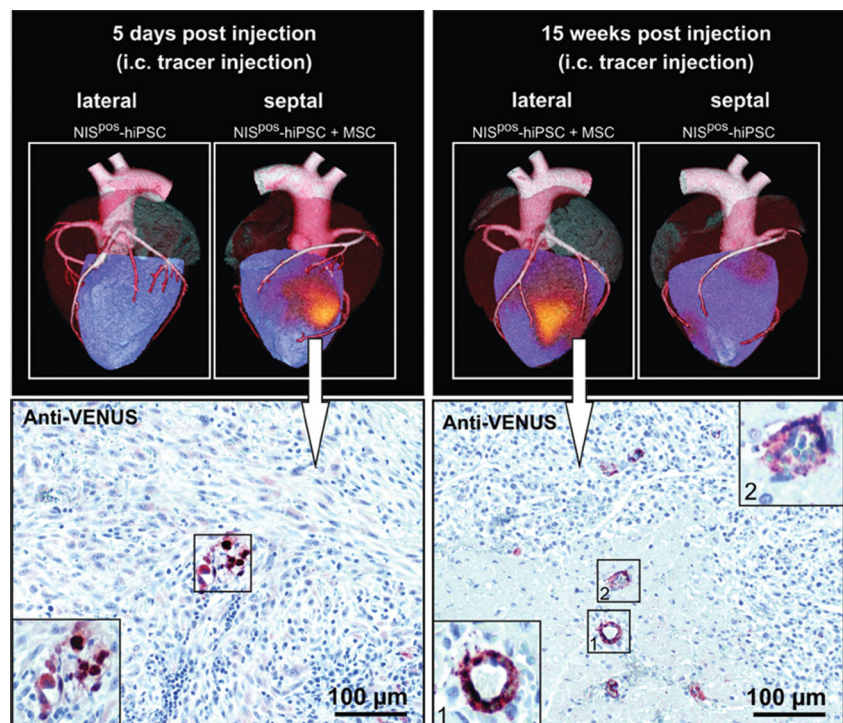 5 days post injection
(i.c. tracer injection)
lateral
septal
NISpos-hiPSC
NISpos-hiPSC + MSC
15 weeks post injection
(i.c. tracer injection)
lateral
septal
NISpos-hiPSC + MSC
NISpos-hiPSC
Anti-VENUS
100 µm
Anti-VENUS
2
2
1
1
100 µm